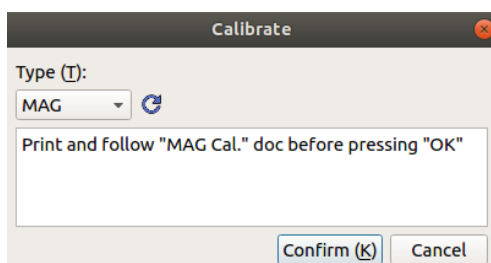 Calibrate
Type (T):
MAG
Print and follow "MAG Cal." doc before pressing "OK"
Confirm (K) Cancel